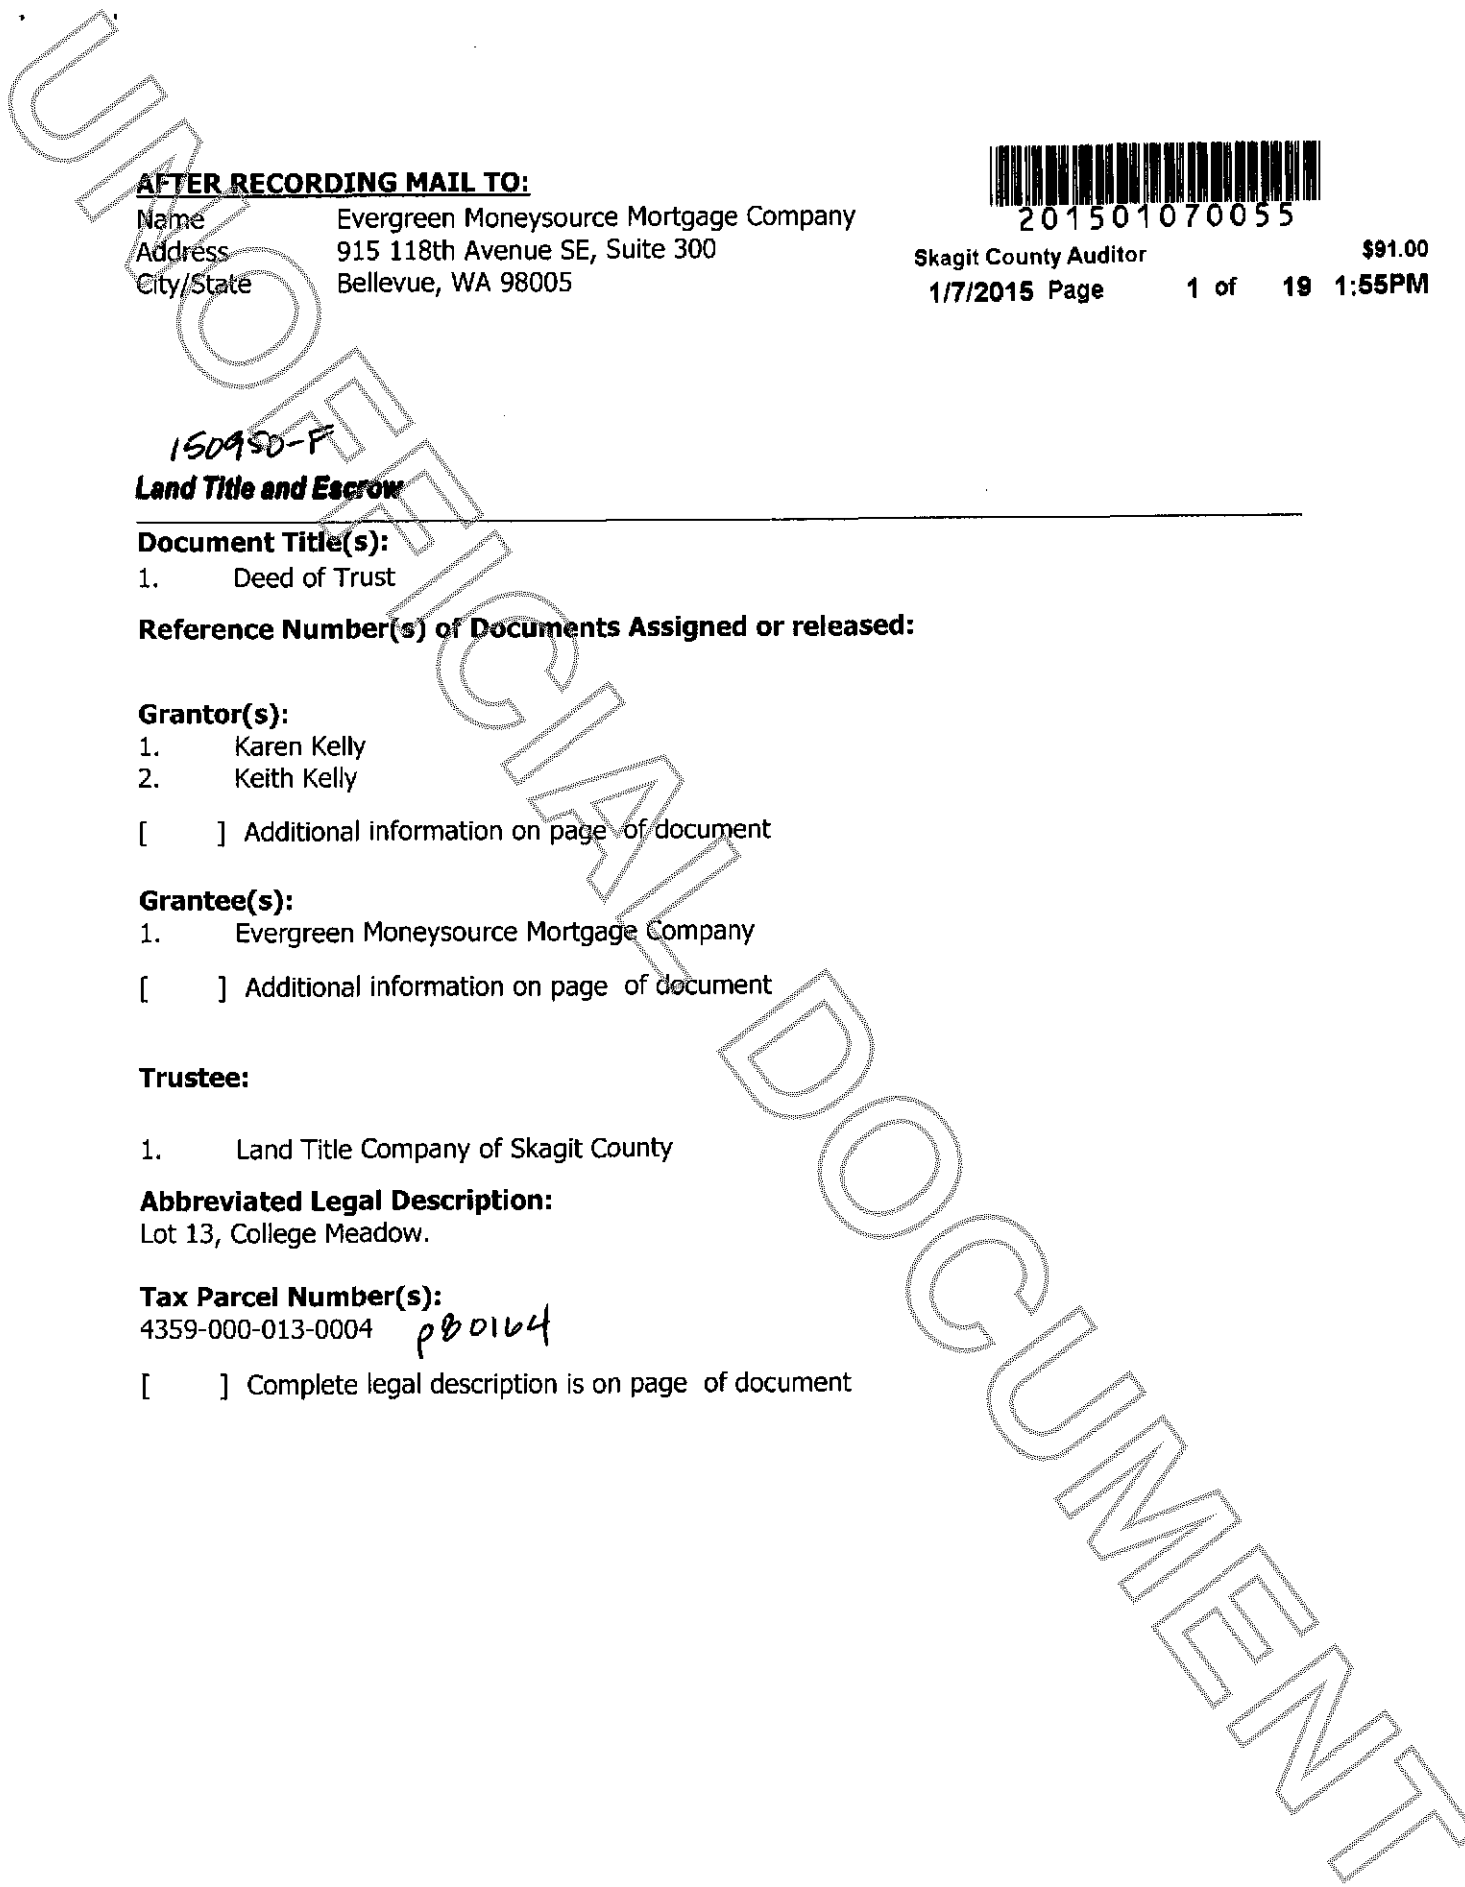 AFTER RECORDING MAIL TO:
Name Evergreen Moneysource Mortgage Company
Address 915 118th Avenue SE, Suite 300
City/State Bellevue, WA 98005
201501070055
Skagit County Auditor $91.00
1/7/2015 Page 1 of 19 1:55PM
150950-F
Land Title and Escrow
Document Title(s):
1. Deed of Trust
Reference Number(s) of Documents Assigned or released:
Grantor(s):
1. Karen Kelly
2. Keith Kelly
[ ] Additional information on page of document
Grantee(s):
1. Evergreen Moneysource Mortgage Company
[ ] Additional information on page of document
Trustee:
1. Land Title Company of Skagit County
Abbreviated Legal Description:
Lot 13, College Meadow.
Tax Parcel Number(s):
4359-000-013-0004 P80164
[ ] Complete legal description is on page of document
UNOFFICIAL DOCUMENT